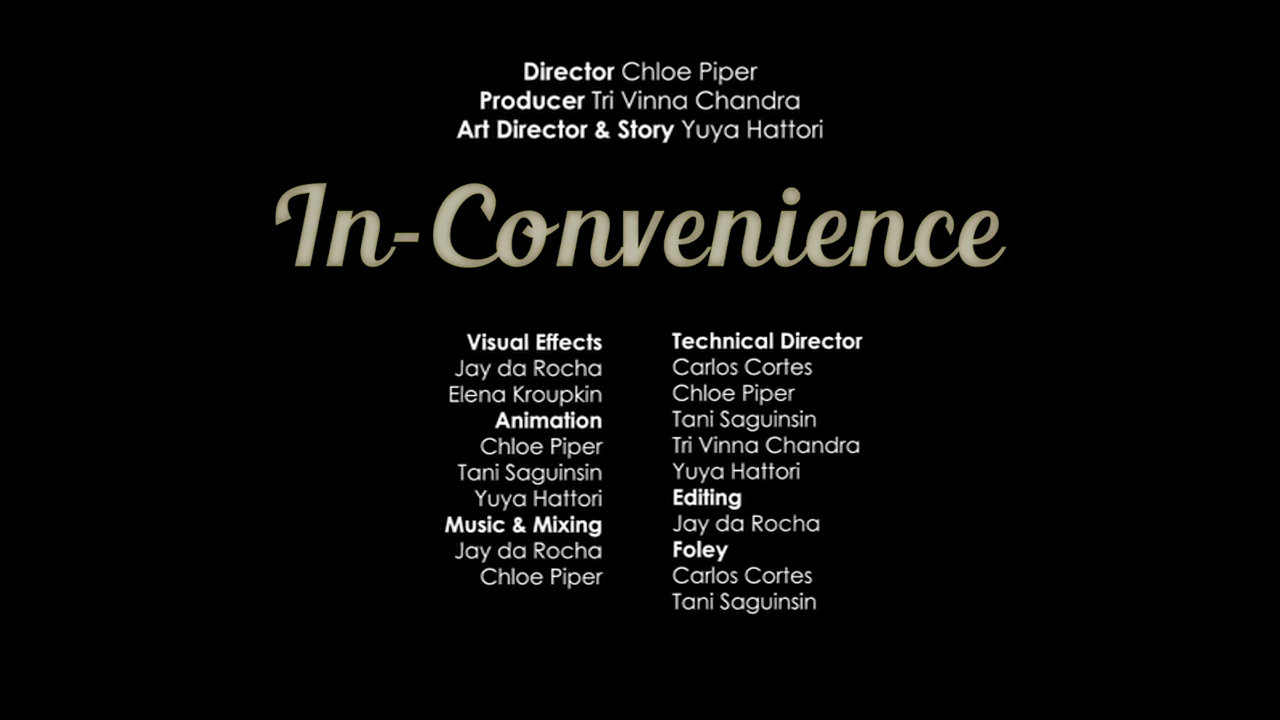 Director Chloe Piper
Producer Tri Vinna Chandra
Art Director & Story Yuya Hattori
In-Convenience
Visual Effects
Jay da Rocha
Elena Kroupkin
Animation
Chloe Piper
Tani Saguinsin
Yuya Hattori
Music & Mixing
Jay da Rocha
Chloe Piper
Technical Director
Carlos Cortes
Chloe Piper
Tani Saguinsin
Tri Vinna Chandra
Yuya Hattori
Editing
Jay da Rocha
Foley
Carlos Cortes
Tani Saguinsin